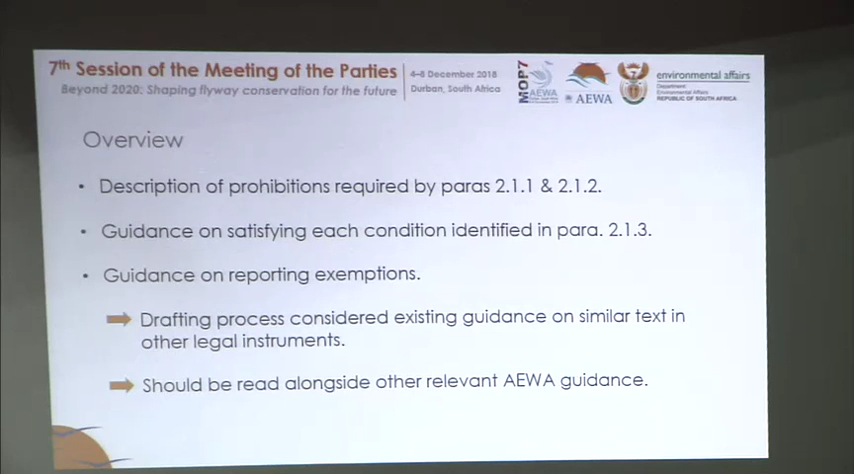 7th Session of the Meeting of the Parties
Beyond 2020: Shaping flyway conservation for the future
4–8 December 2018
Durban, South Africa
MOP7
AEWA
AEWA
environmental affairs
Department:
Environmental Affairs
REPUBLIC OF SOUTH AFRICA
Overview
• Description of prohibitions required by paras 2.1.1 & 2.1.2.
• Guidance on satisfying each condition identified in para. 2.1.3.
• Guidance on reporting exemptions.
Drafting process considered existing guidance on similar text in
other legal instruments.
Should be read alongside other relevant AEWA guidance.